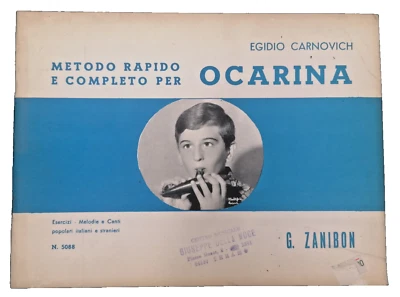 EGIDIO CARNOVICH
METODO RAPIDO
E COMPLETO PER
OCARINA
Esercizi - Melodie e Canti
popolari italiani e stranieri
N. 5088
G. ZANIBON